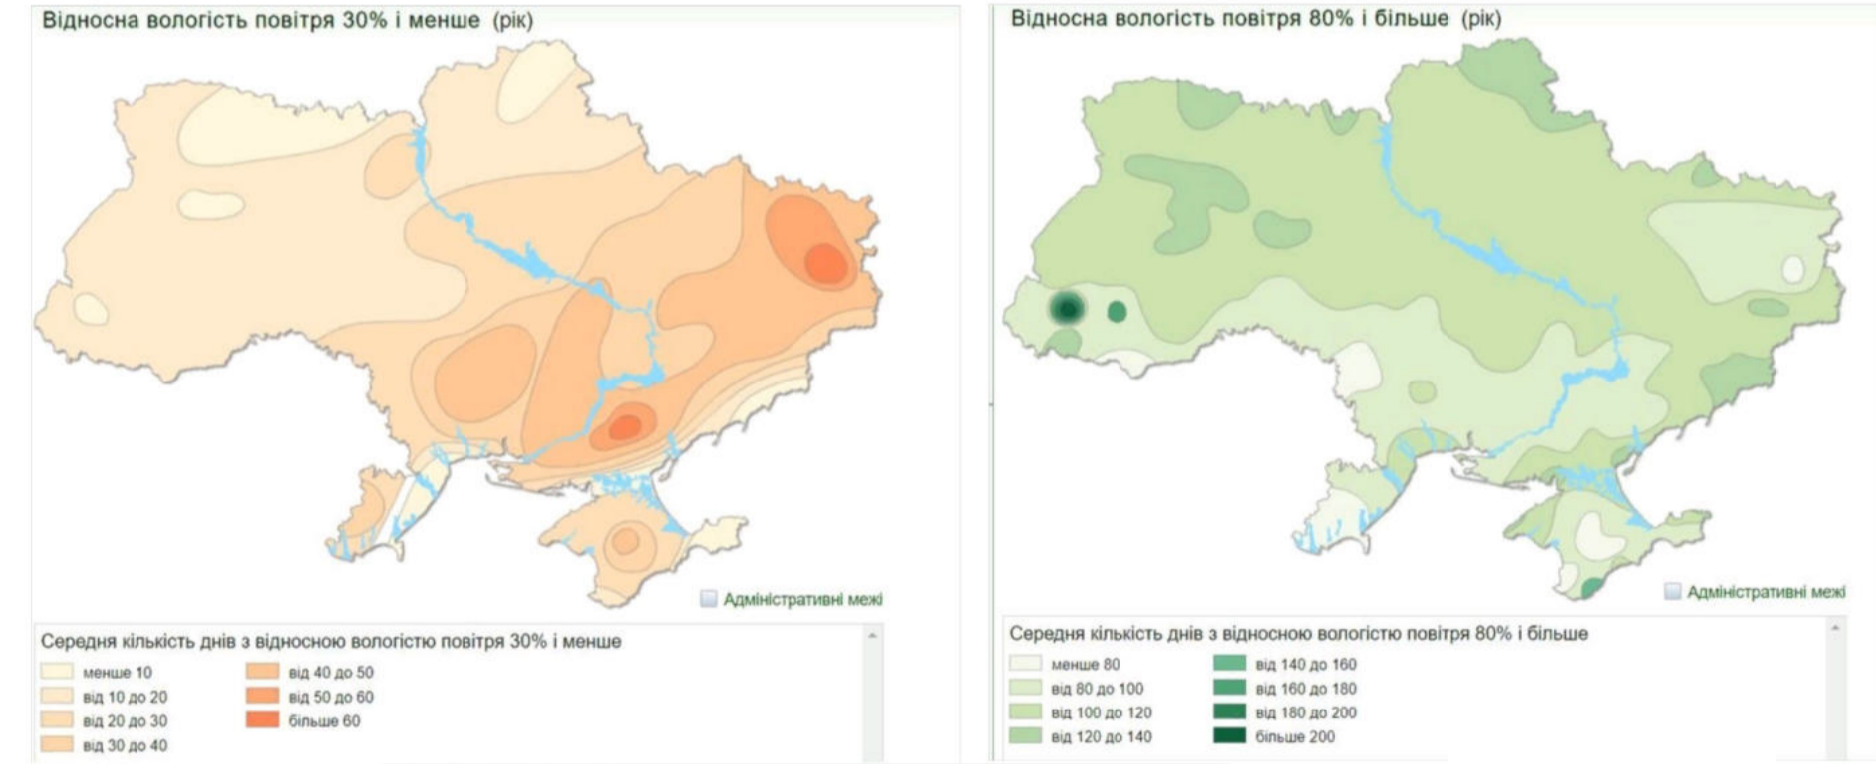 Відносна вологість повітря 30% і менше (рік)
Адміністративні межі
Середня кількість днів з відносною вологістю повітря 30% і менше
менше 10
від 10 до 20
від 20 до 30
від 30 до 40
від 40 до 50
від 50 до 60
більше 60
Відносна вологість повітря 80% і більше (рік)
Адміністративні межі
Середня кількість днів з відносною вологістю повітря 80% і більше
менше 80
від 80 до 100
від 100 до 120
від 120 до 140
від 140 до 160
від 160 до 180
від 180 до 200
більше 200